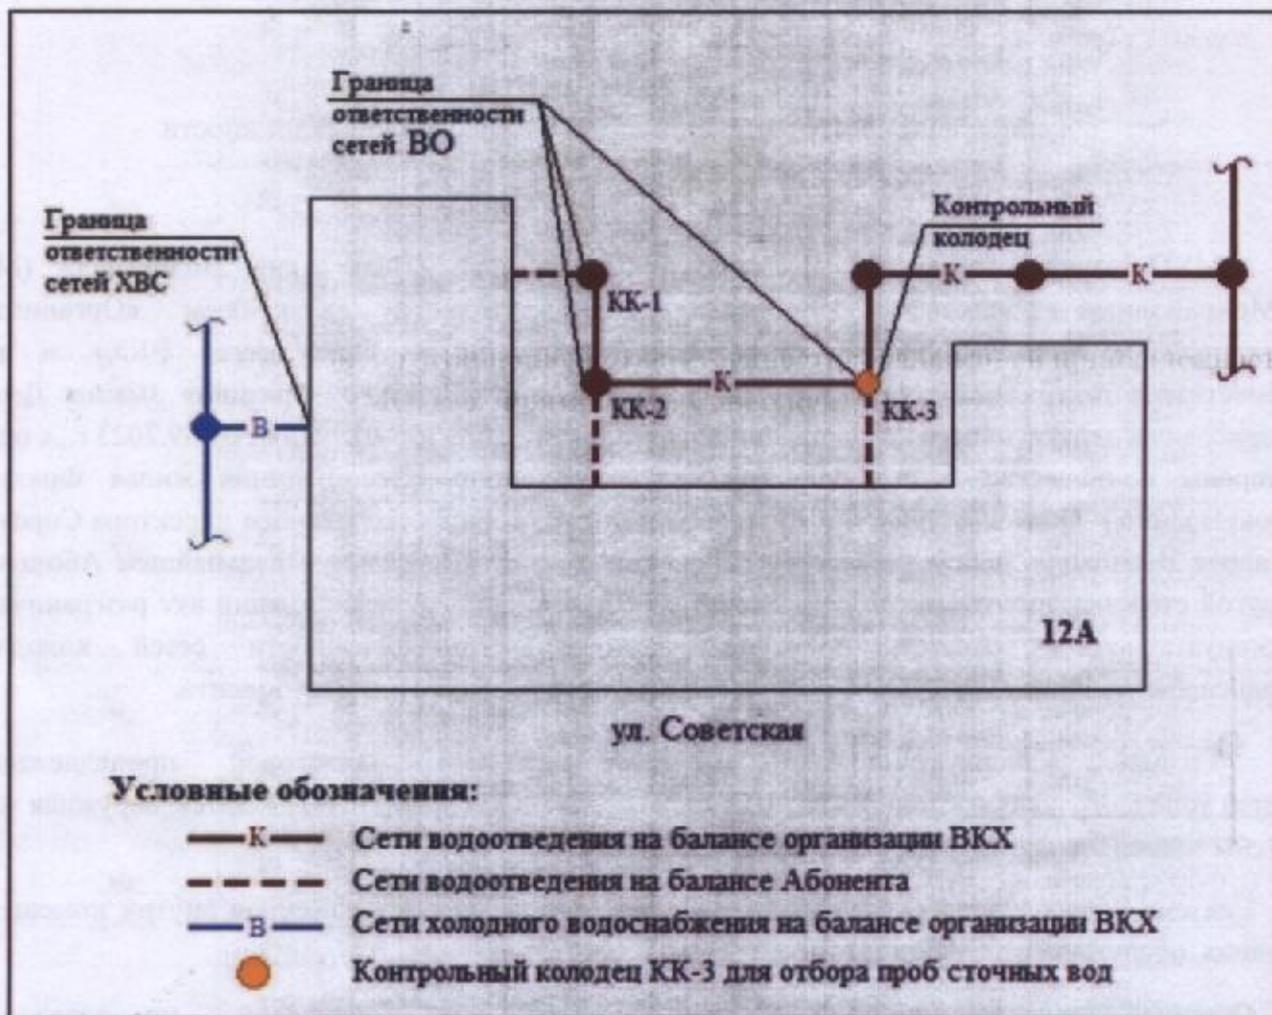 Граница
ответственности
сетей ВО
Граница
ответственности
сетей ХВС
Контрольный
колодец
К
К
КК-1
К
КК-2
КК-3
В
12А
ул. Советская
Условные обозначения:
К Сети водоотведения на балансе организации ВКХ
Сети водоотведения на балансе Абонента
В Сети холодного водоснабжения на балансе организации ВКХ
Контрольный колодец КК-3 для отбора проб сточных вод